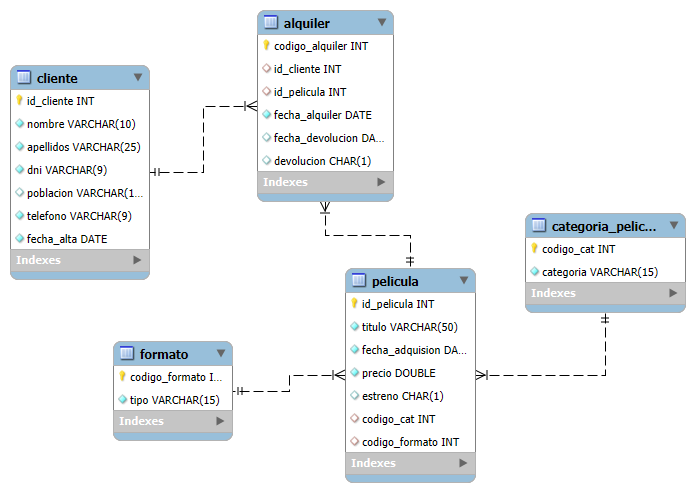 alquiler
codigo_alquiler INT
id_cliente INT
id_pelicula INT
fecha_alquiler DATE
fecha_devolucion DA...
devolucion CHAR(1)
Indexes
cliente
id_cliente INT
nombre VARCHAR(10)
apellidos VARCHAR(25)
dni VARCHAR(9)
poblacion VARCHAR(1...
telefono VARCHAR(9)
fecha_alta DATE
Indexes
categoria_pelic...
codigo_cat INT
categoria VARCHAR(15)
Indexes
pelicula
id_pelicula INT
titulo VARCHAR(50)
fecha_adquision DA...
precio DOUBLE
estreno CHAR(1)
codigo_cat INT
codigo_formato INT
Indexes
formato
codigo_formato I...
tipo VARCHAR(15)
Indexes